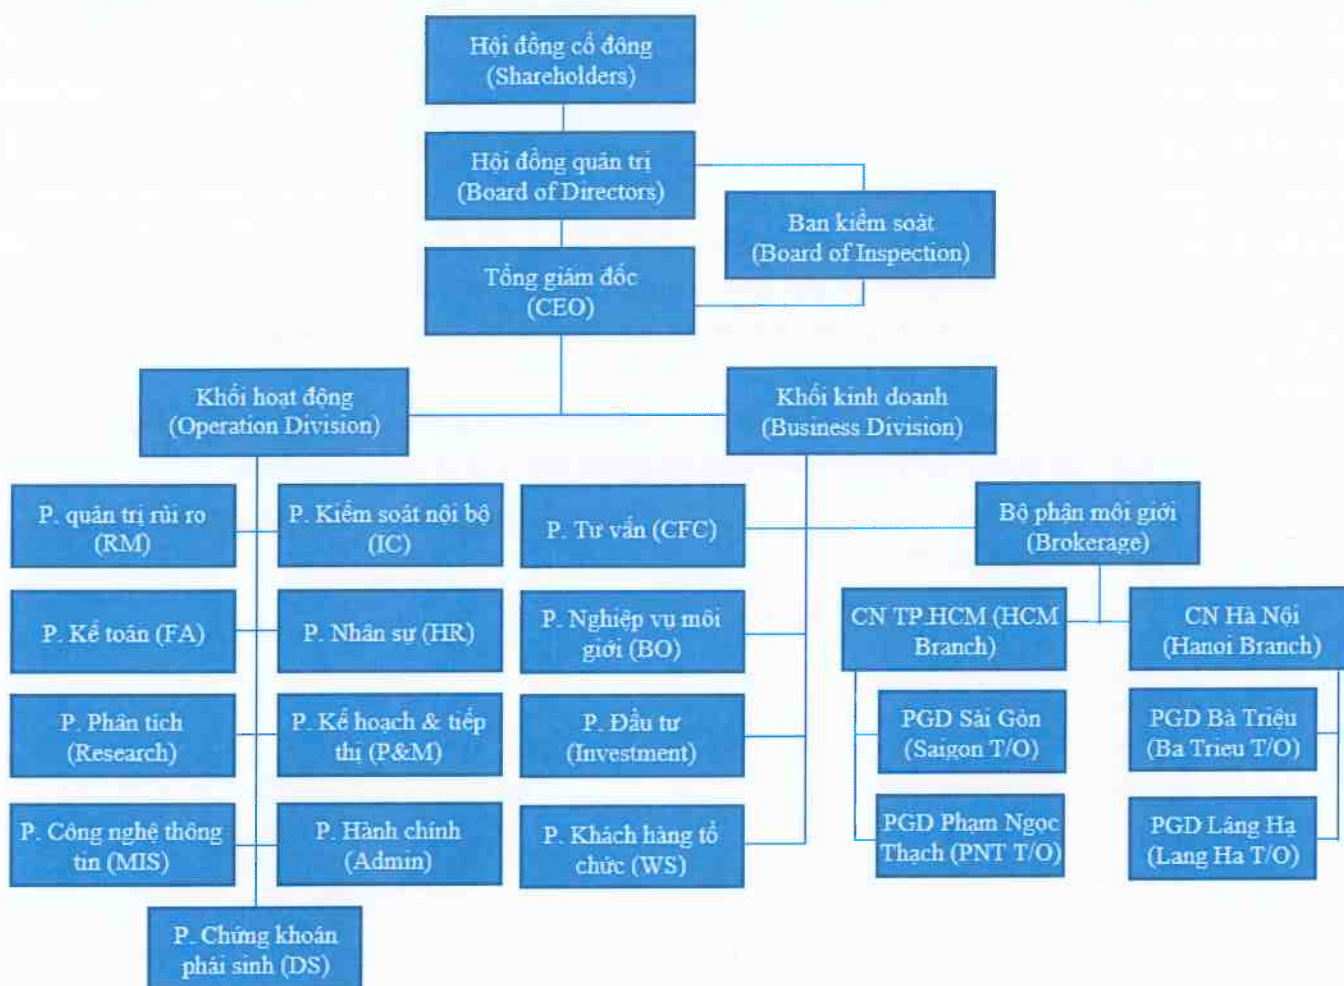 Hội đồng cổ đông
(Shareholders)
Hội đồng quản trị
(Board of Directors)
Ban kiểm soát
(Board of Inspection)
Tổng giám đốc
(CEO)
Khối hoạt động
(Operation Division)
Khối kinh doanh
(Business Division)
P. quản trị rủi ro
(RM)
P. Kiểm soát nội bộ
(IC)
P. Tư vấn (CFC)
Bộ phận môi giới
(Brokerage)
P. Kế toán (FA)
P. Nhân sự (HR)
P. Nghiệp vụ môi
giới (BO)
CN TP.HCM (HCM
Branch)
CN Hà Nội
(Hanoi Branch)
P. Phân tích
(Research)
P. Kế hoạch & tiếp
thị (P&M)
P. Đầu tư
(Investment)
PGD Sài Gòn
(Saigon T/O)
PGD Bà Triệu
(Ba Trieu T/O)
P. Công nghệ thông
tin (MIS)
P. Hành chính
(Admin)
P. Khách hàng tổ
chức (WS)
PGD Phạm Ngọc
Thạch (PNT T/O)
PGD Láng Hạ
(Lang Ha T/O)
P. Chứng khoán
phái sinh (DS)